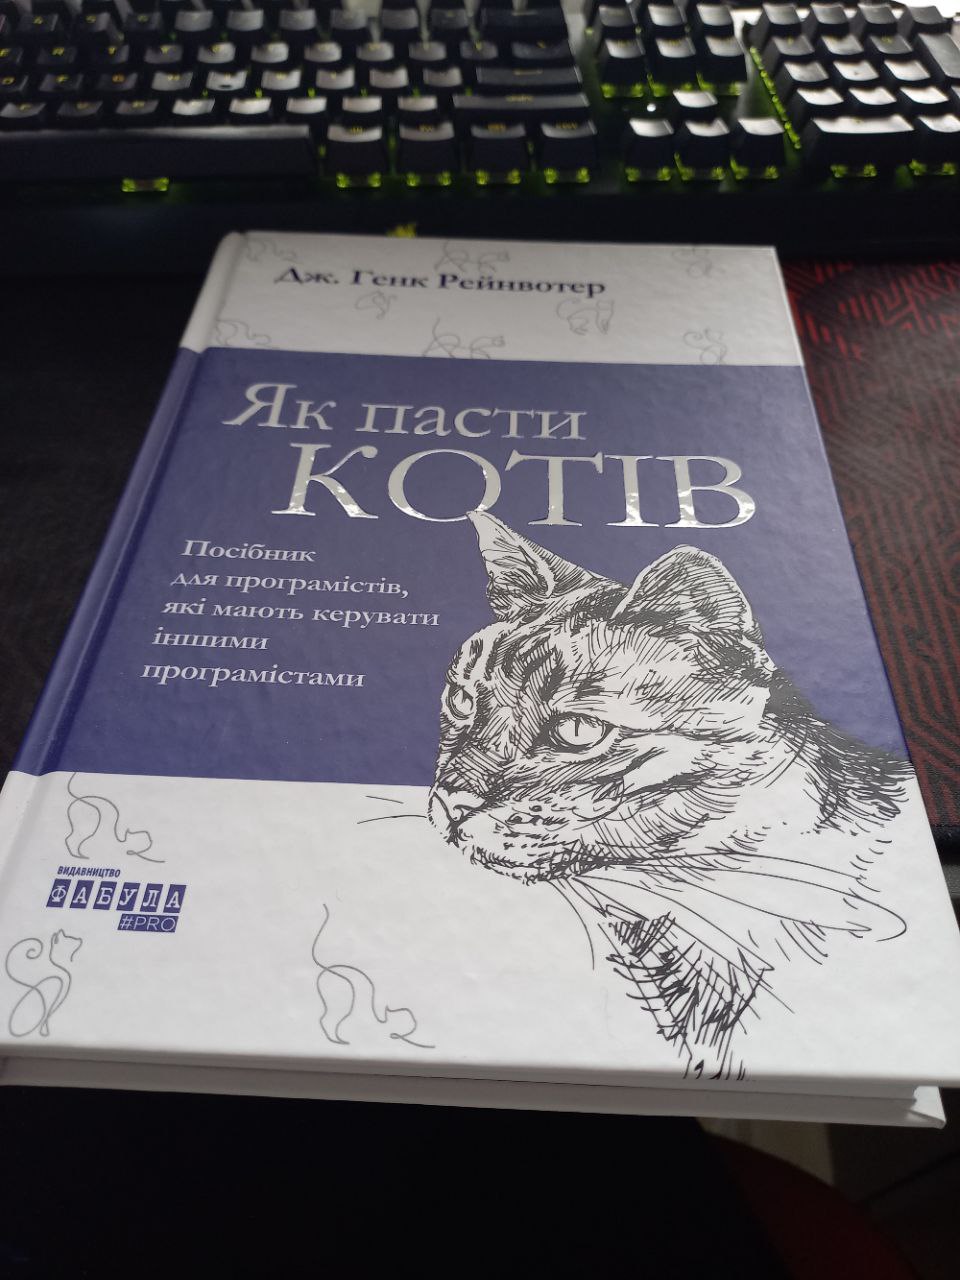 Дж. Генк Рейнвотер
Як пасти
КОТІВ
Посібник
для програмістів,
які мають керувати
іншими
програмістами
ВИДАВНИЦТВО
ФАБУЛА
#PRO